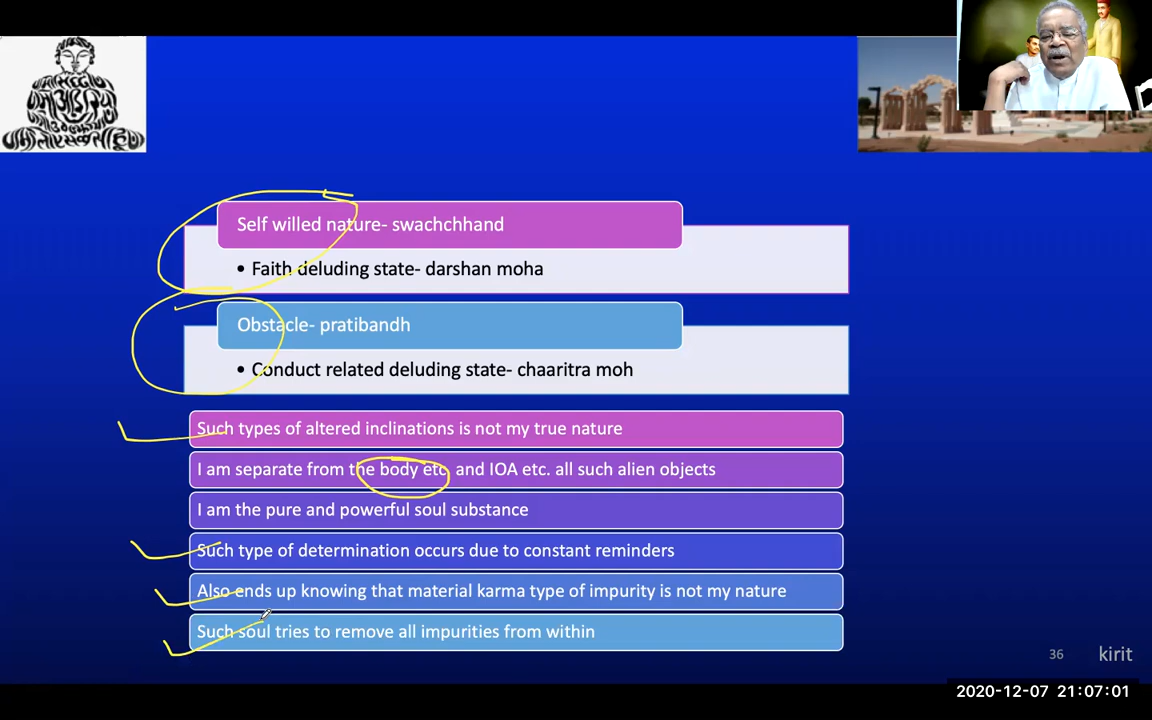 Self willed nature- swachchhand
• Faith deluding state- darshan moha
Obstacle- pratibandh
• Conduct related deluding state- chaaritra moh
Such types of altered inclinations is not my true nature
I am separate from the body etc. and IOA etc. all such alien objects
I am the pure and powerful soul substance
Such type of determination occurs due to constant reminders
Also ends up knowing that material karma type of impurity is not my nature
Such soul tries to remove all impurities from within
36
kirit
2020-12-07 21:07:01